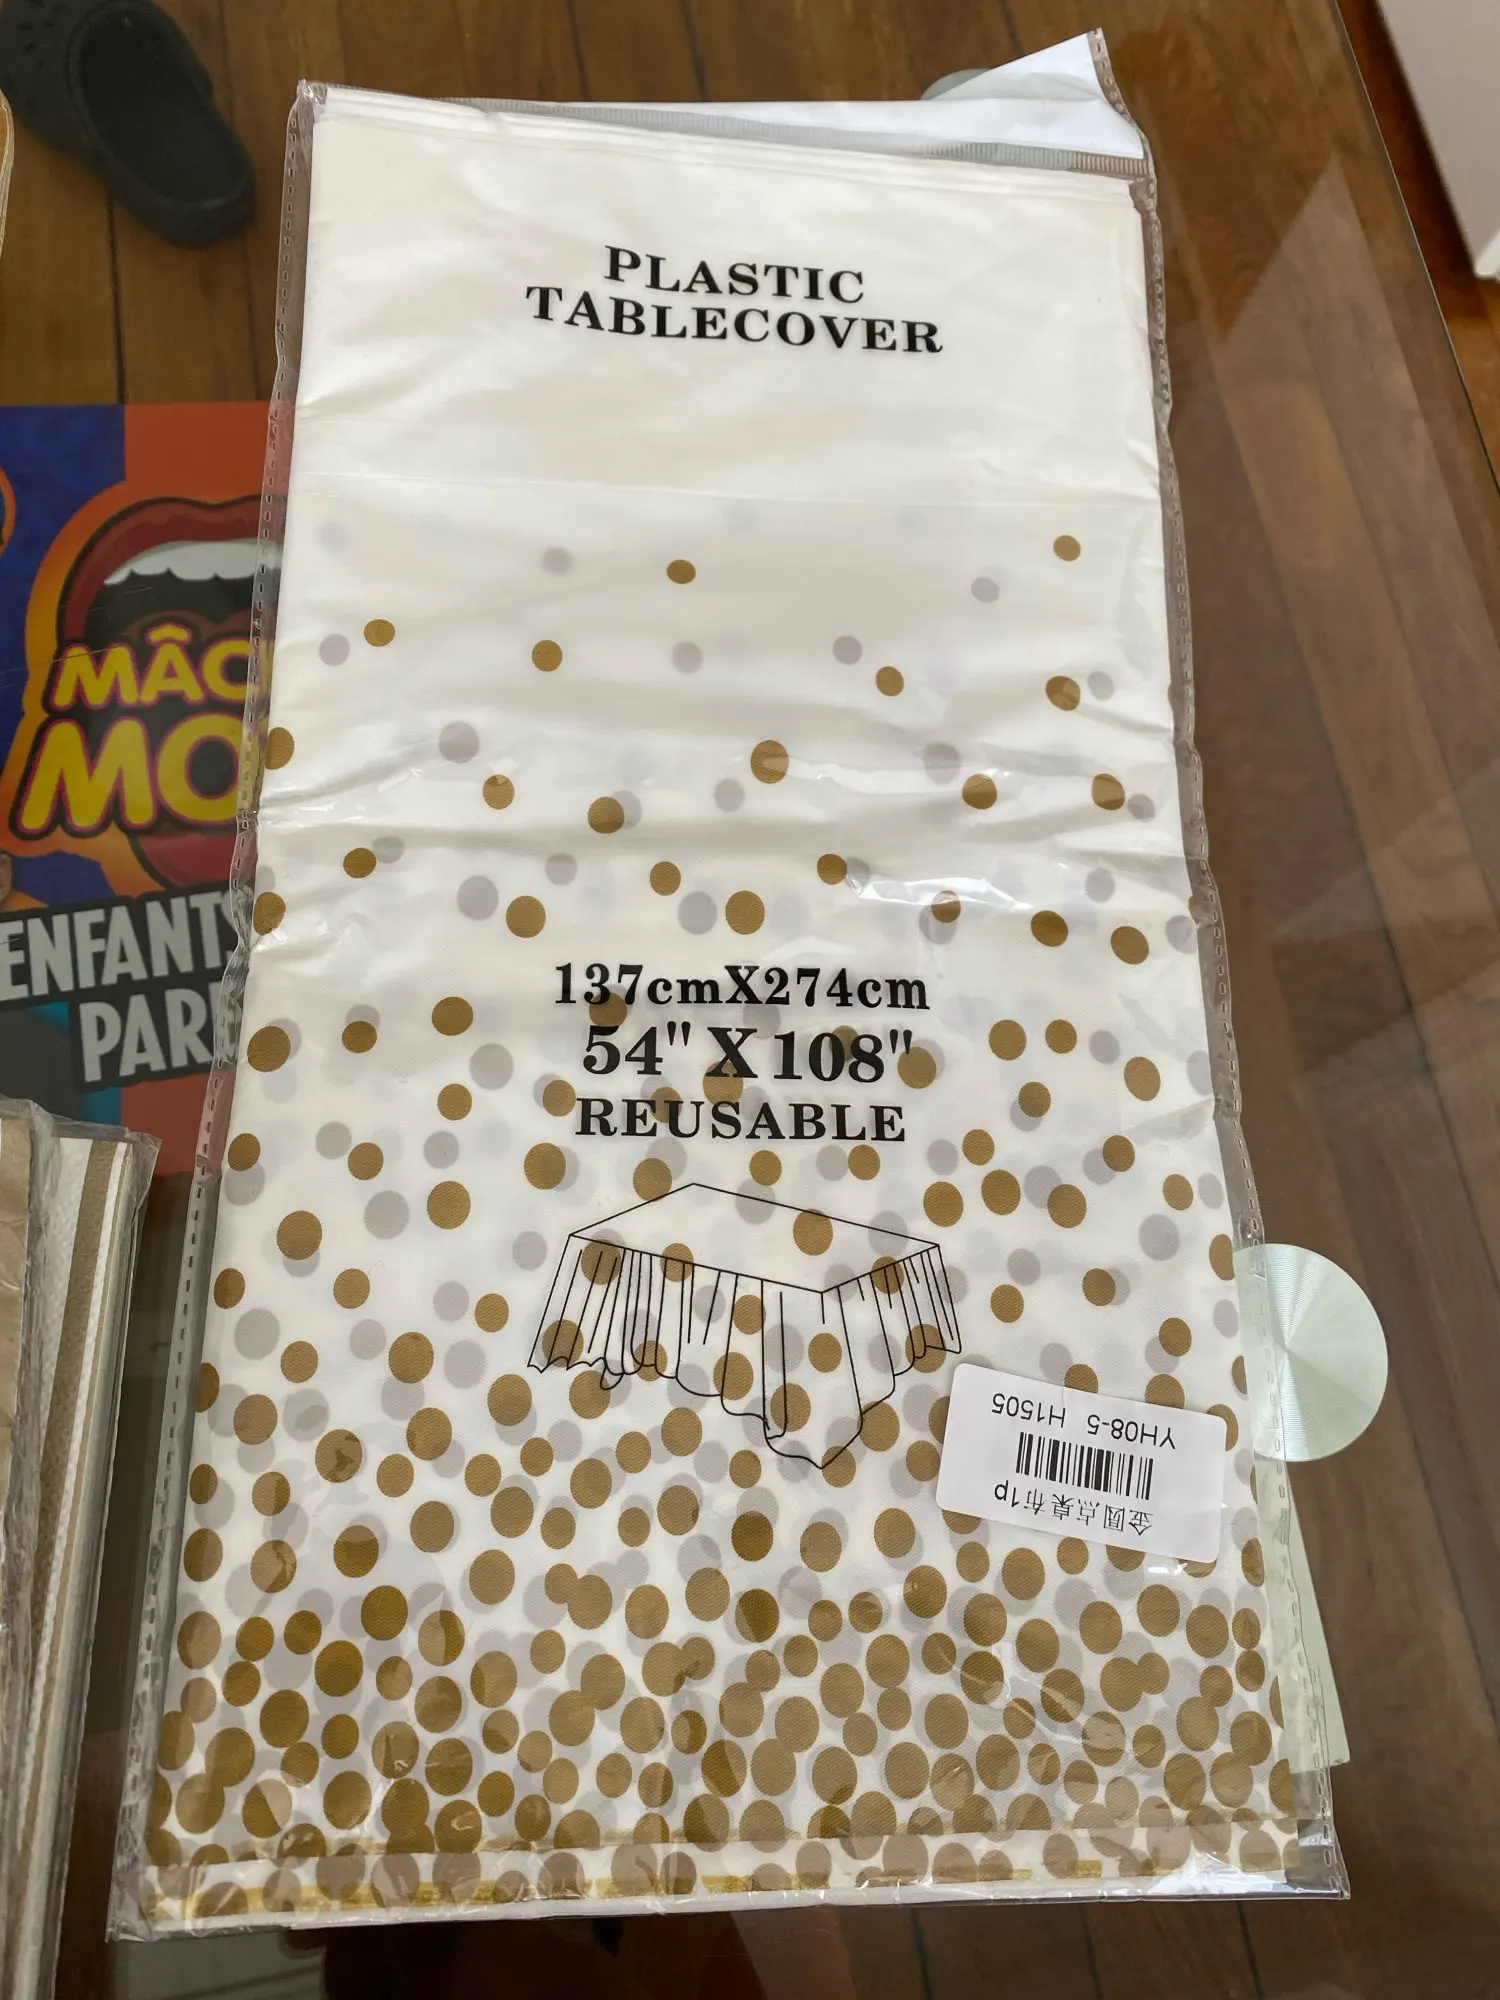 PLASTIC
TABLECOVER
137cmX274cm
54" X 108"
REUSABLE
金圆点桌布1p
YH08-5 H1505
MÂC
MO
ENFANTS
PAR